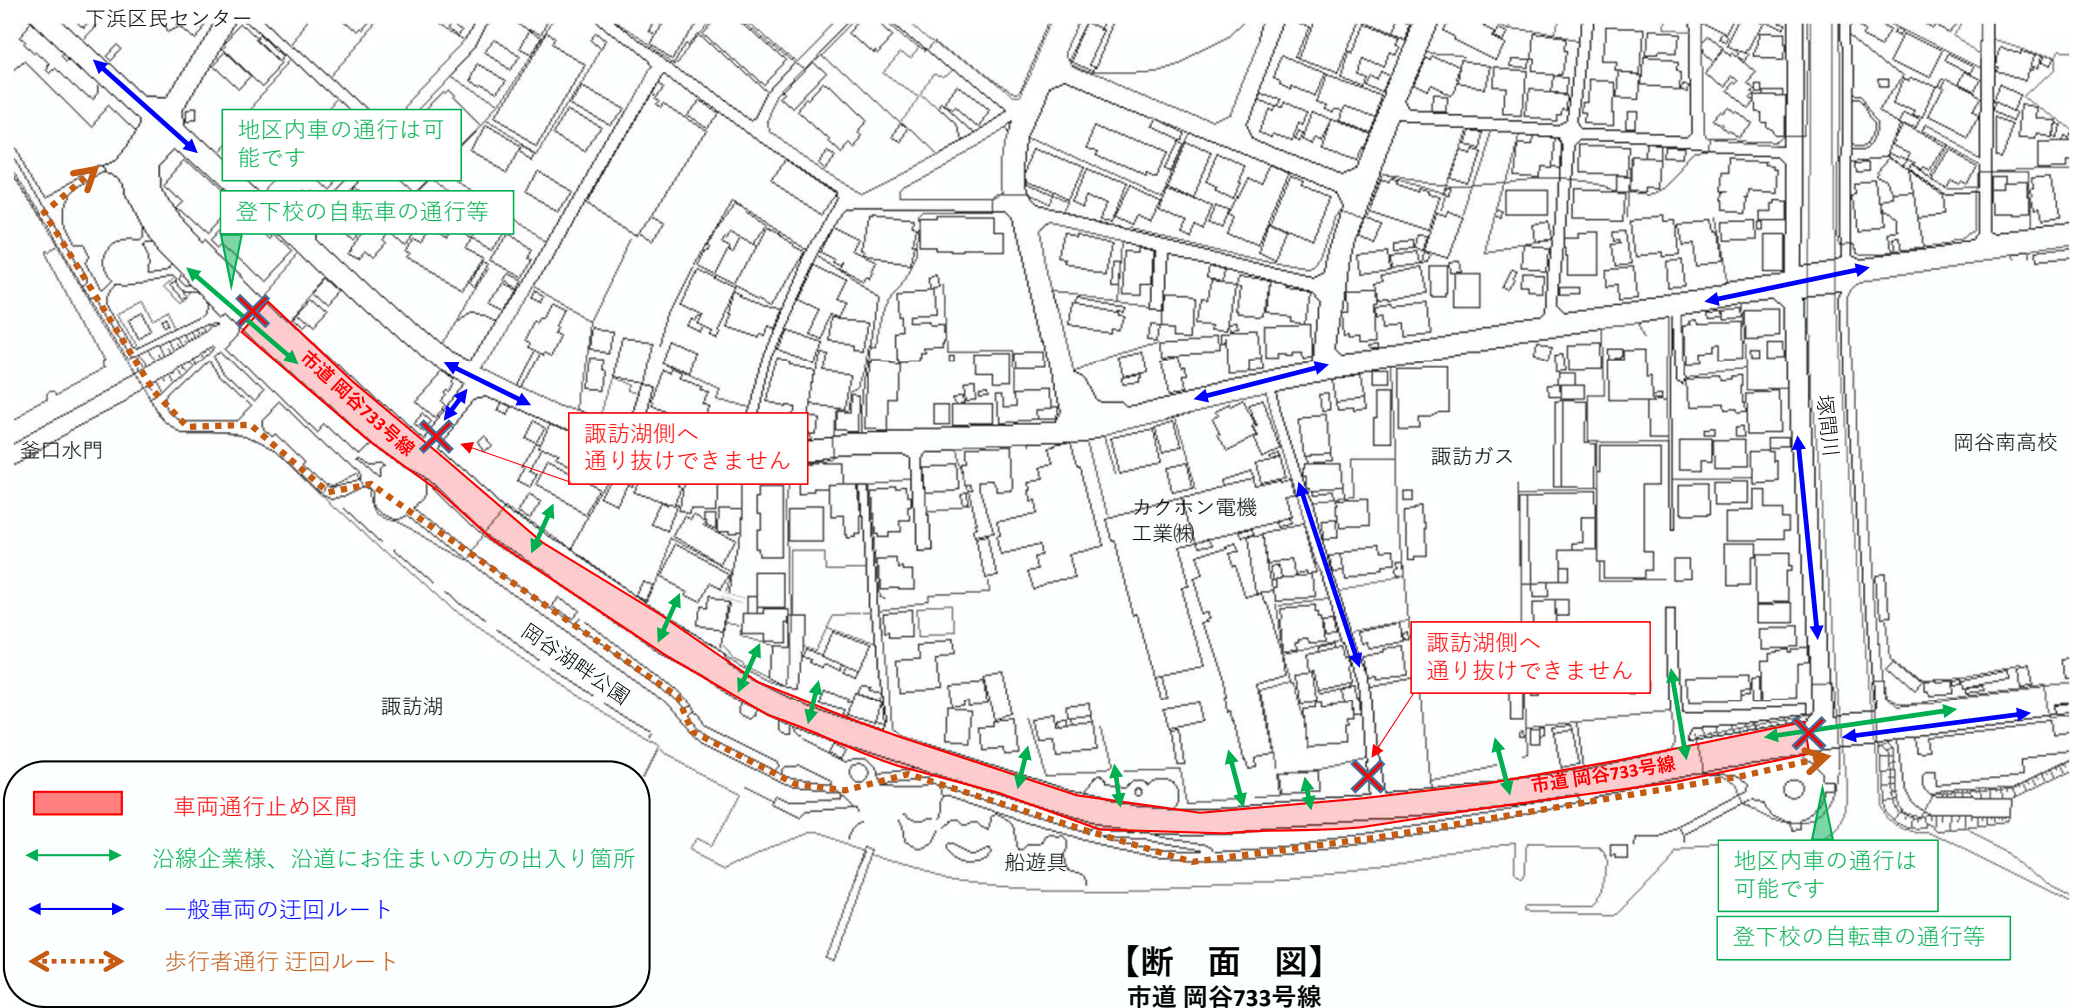 下浜区民センター
地区内車の通行は可
能です
登下校の自転車の通行等
市道 岡谷733号線
諏訪湖側へ
通り抜けできません
釜口水門
塚間川
岡谷南高校
諏訪ガス
カクホン電機
工業㈱
岡谷湖畔公園
諏訪湖
諏訪湖側へ
通り抜けできません
市道 岡谷733号線
船遊具
地区内車の通行は
可能です
登下校の自転車の通行等
車両通行止め区間
沿線企業様、沿道にお住まいの方の出入り箇所
一般車両の迂回ルート
歩行者通行 迂回ルート
【断 面 図】
市道 岡谷733号線